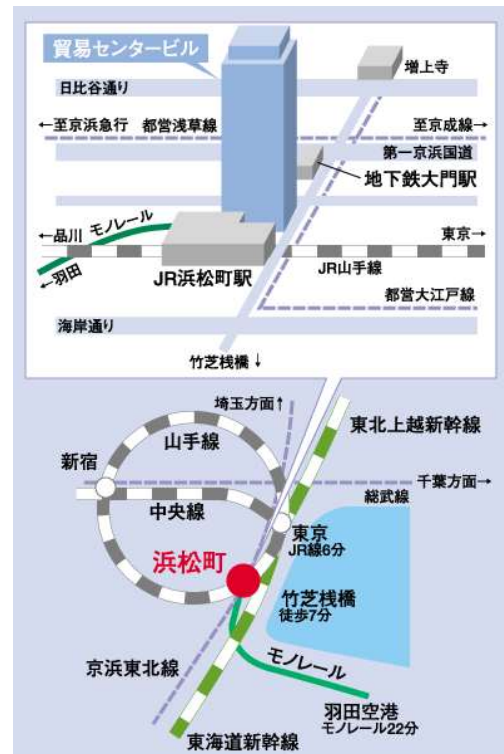 貿易センタービル
増上寺
日比谷通り
←至京浜急行
都営浅草線
至京成線→
第一京浜国道
地下鉄大門駅
←品川
モノレール
東京→
←羽田
JR浜松町駅
JR山手線
都営大江戸線
海岸通り
竹芝桟橋↓
埼玉方面↑
東北上越新幹線
山手線
新宿
千葉方面→
中央線
総武線
東京
JR線6分
浜松町
竹芝桟橋
徒歩7分
京浜東北線
モノレール
羽田空港
モノレール22分
東海道新幹線